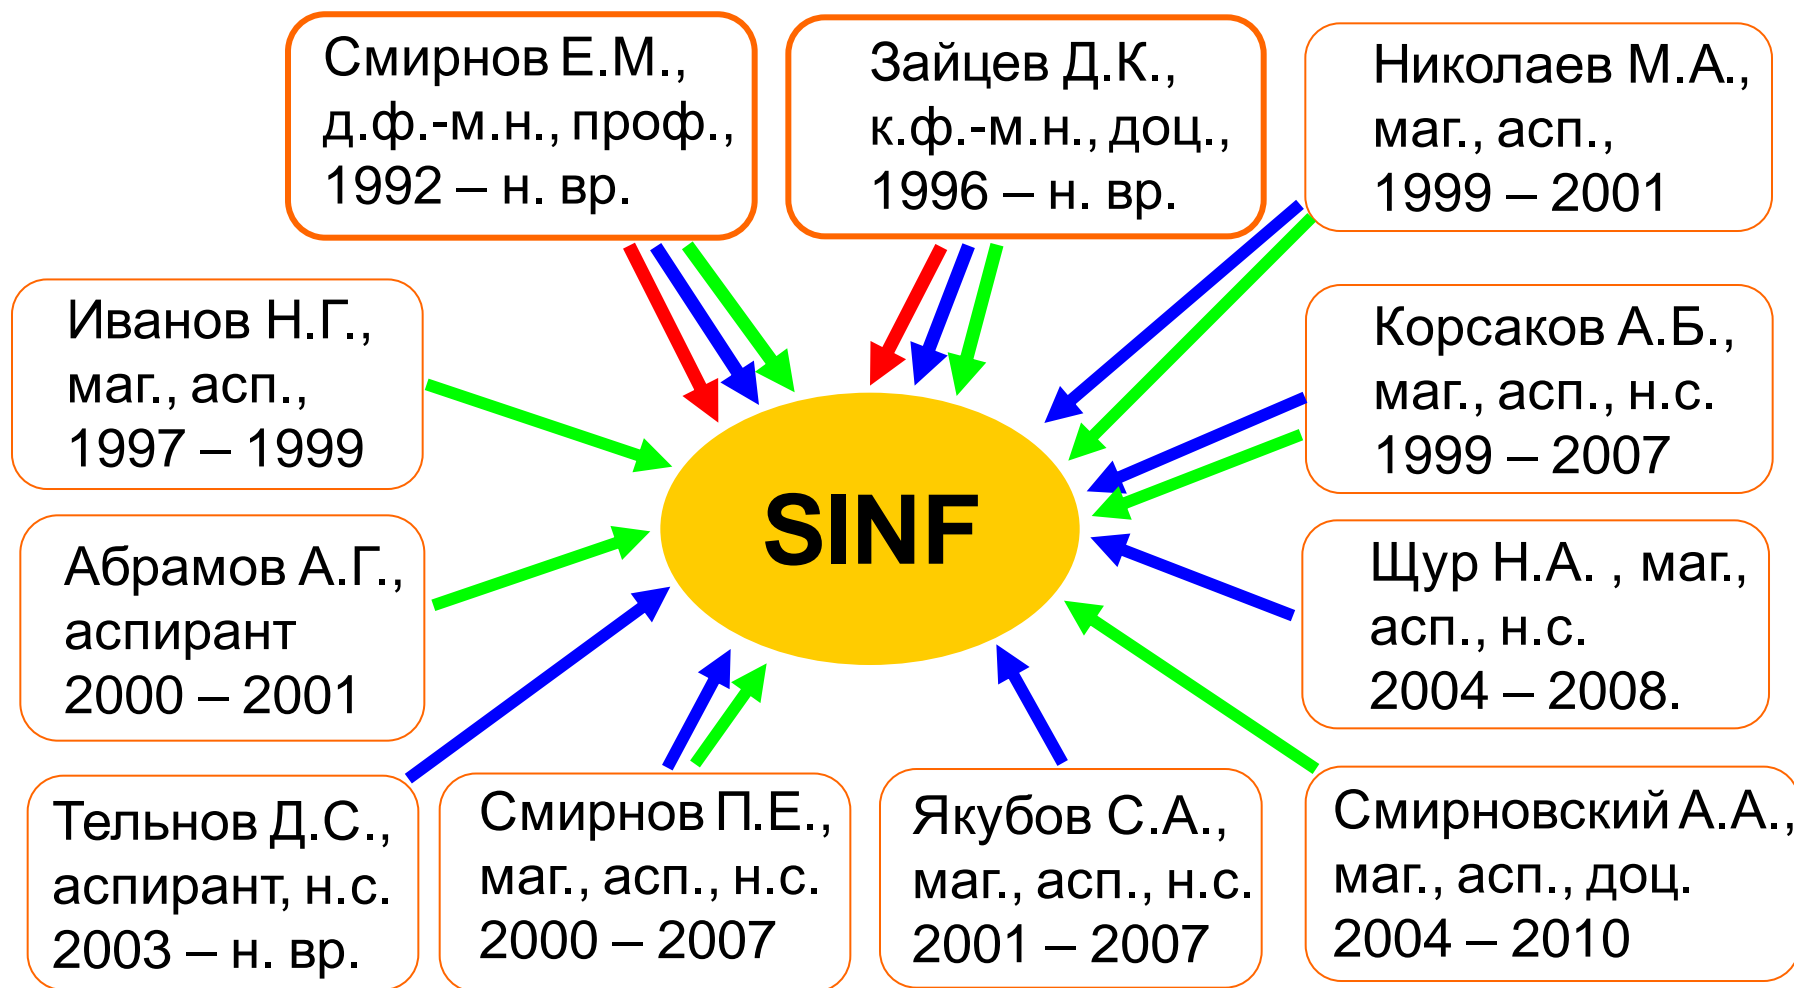 Смирнов Е.М.,
д.ф.-м.н., проф.,
1992 – н. вр.
Зайцев Д.К.,
к.ф.-м.н., доц.,
1996 – н. вр.
Николаев М.А.,
маг., асп.,
1999 – 2001
Иванов Н.Г.,
маг., асп.,
1997 – 1999
Корсаков А.Б.,
маг., асп., н.с.
1999 – 2007
SINF
Абрамов А.Г.,
аспирант
2000 – 2001
Щур Н.А. , маг.,
асп., н.с.
2004 – 2008.
Тельнов Д.С.,
аспирант, н.с.
2003 – н. вр.
Смирнов П.Е.,
маг., асп., н.с.
2000 – 2007
Якубов С.А.,
маг., асп., н.с.
2001 – 2007
Смирновский А.А.,
маг., асп., доц.
2004 – 2010